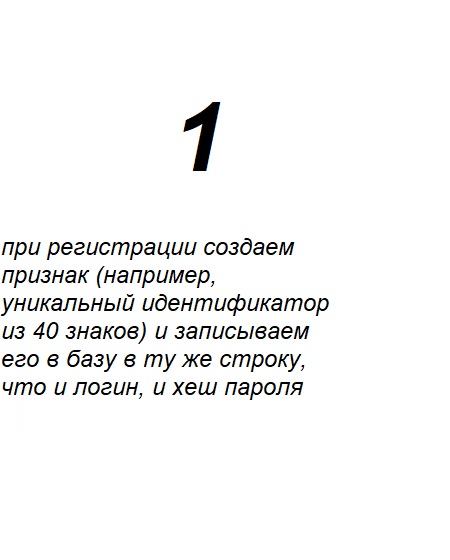 1
при регистрации создаем
признак (например,
уникальный идентификатор
из 40 знаков) и записываем
его в базу в ту же строку,
что и логин, и хеш пароля